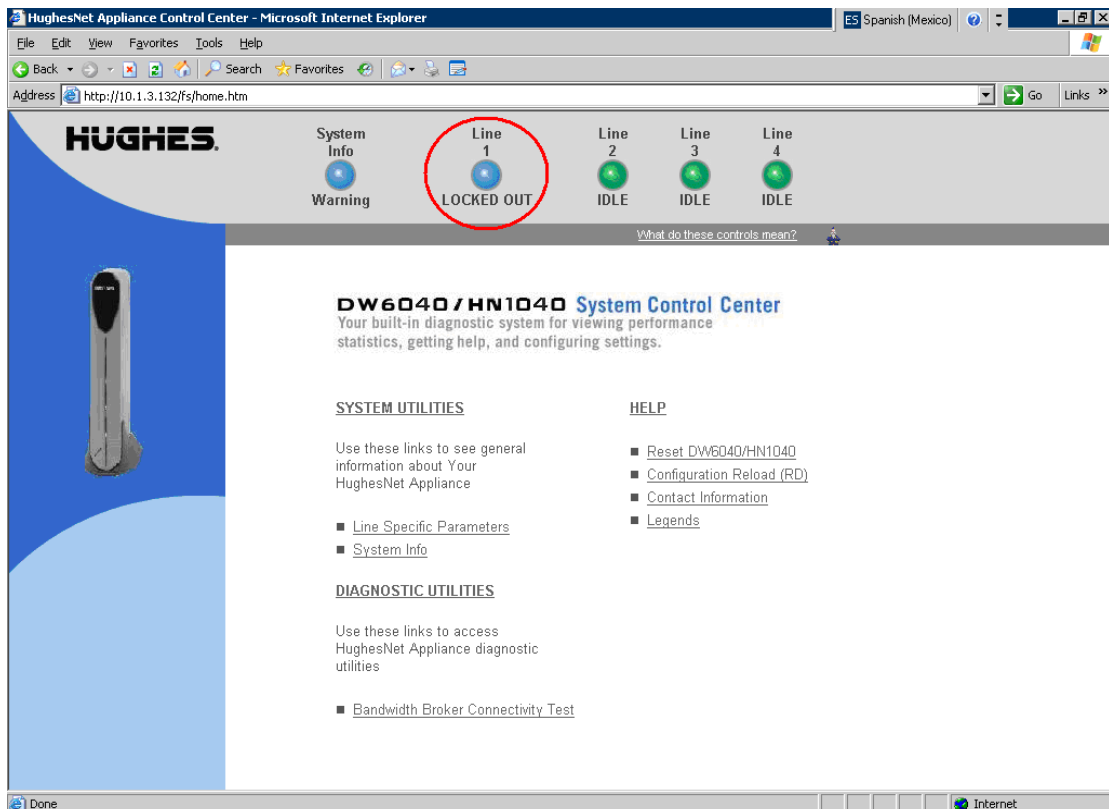 HughesNet Appliance Control Center - Microsoft Internet Explorer
ES Spanish (Mexico)
File Edit View Favorites Tools Help
Back Search Favorites
Address http://10.1.3.132/fs/home.htm Go Links »
HUGHES.
System Info Warning
Line 1 LOCKED OUT
Line 2 IDLE
Line 3 IDLE
Line 4 IDLE
What do these controls mean?
DW6040/HN1040 System Control Center
Your built-in diagnostic system for viewing performance
statistics, getting help, and configuring settings.
SYSTEM UTILITIES
Use these links to see general
information about Your
HughesNet Appliance
Line Specific Parameters
System Info
DIAGNOSTIC UTILITIES
Use these links to access
HughesNet Appliance diagnostic
utilities
Bandwidth Broker Connectivity Test
HELP
Reset DW6040/HN1040
Configuration Reload (RD)
Contact Information
Legends
Done
Internet